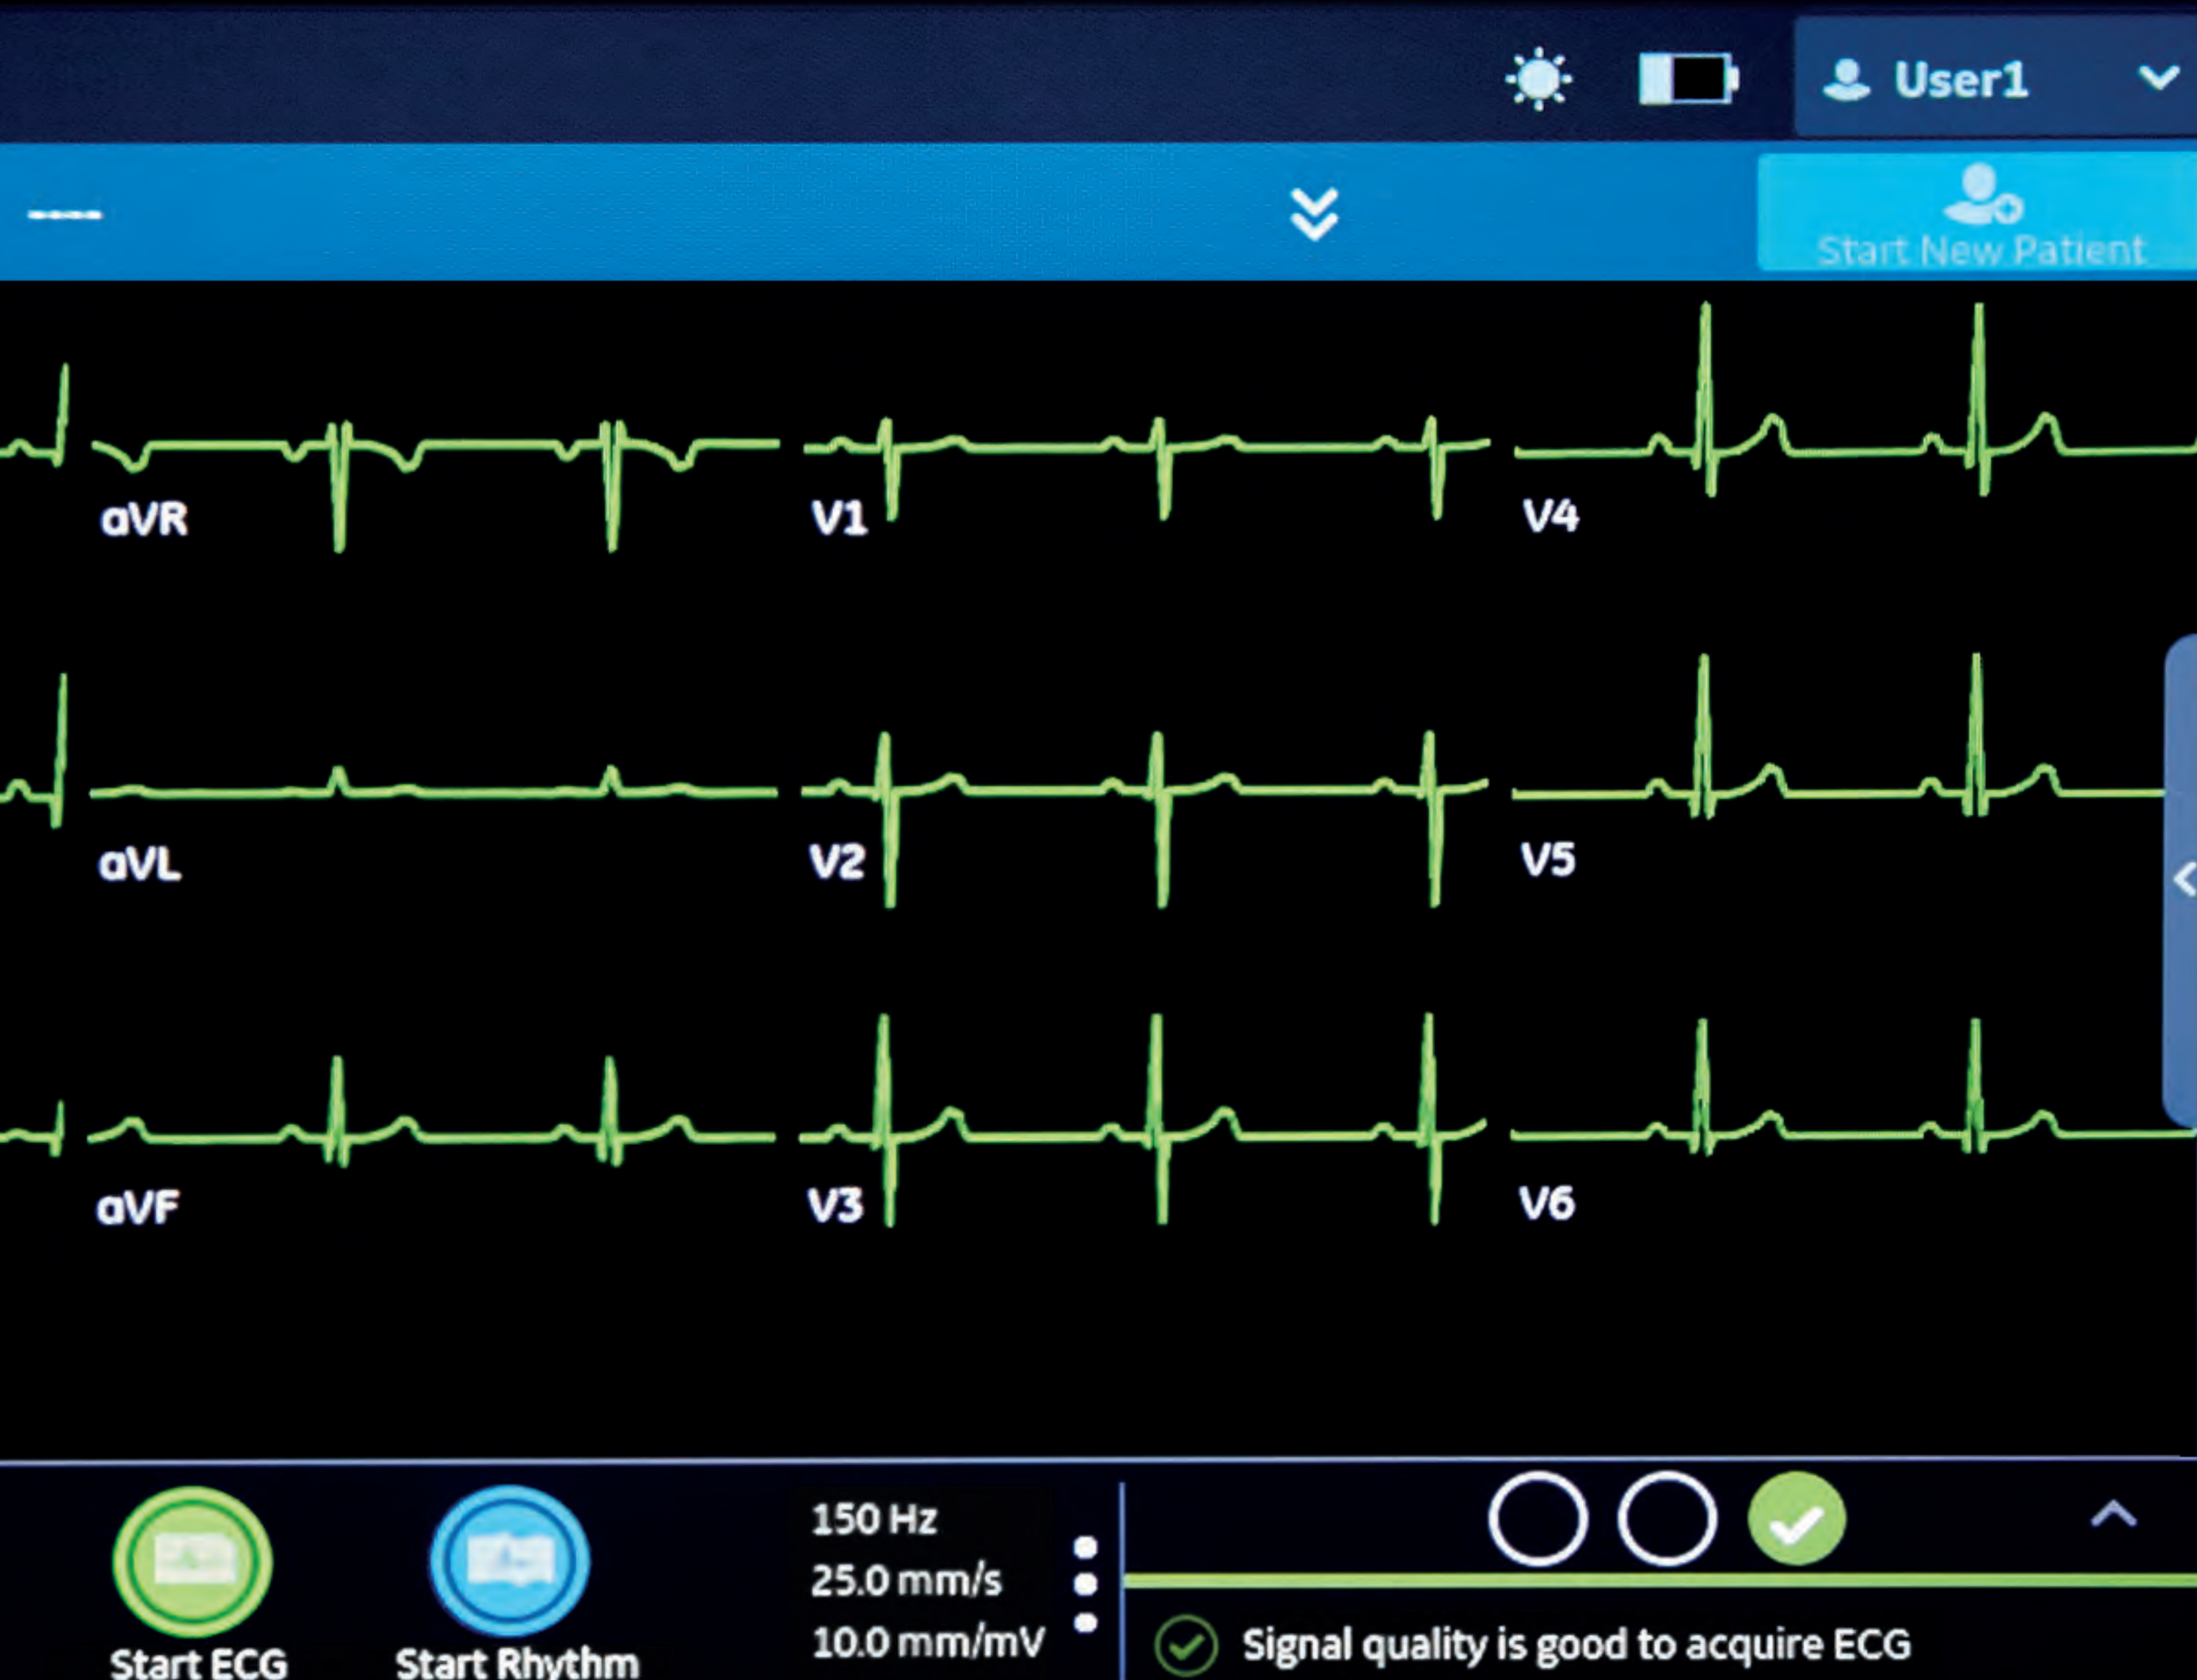 User1
Start New Patient
aVR
V1
V4
aVL
V2
V5
aVF
V3
V6
Start ECG
Start Rhythm
150 Hz
25.0 mm/s
10.0 mm/mV
Signal quality is good to acquire ECG